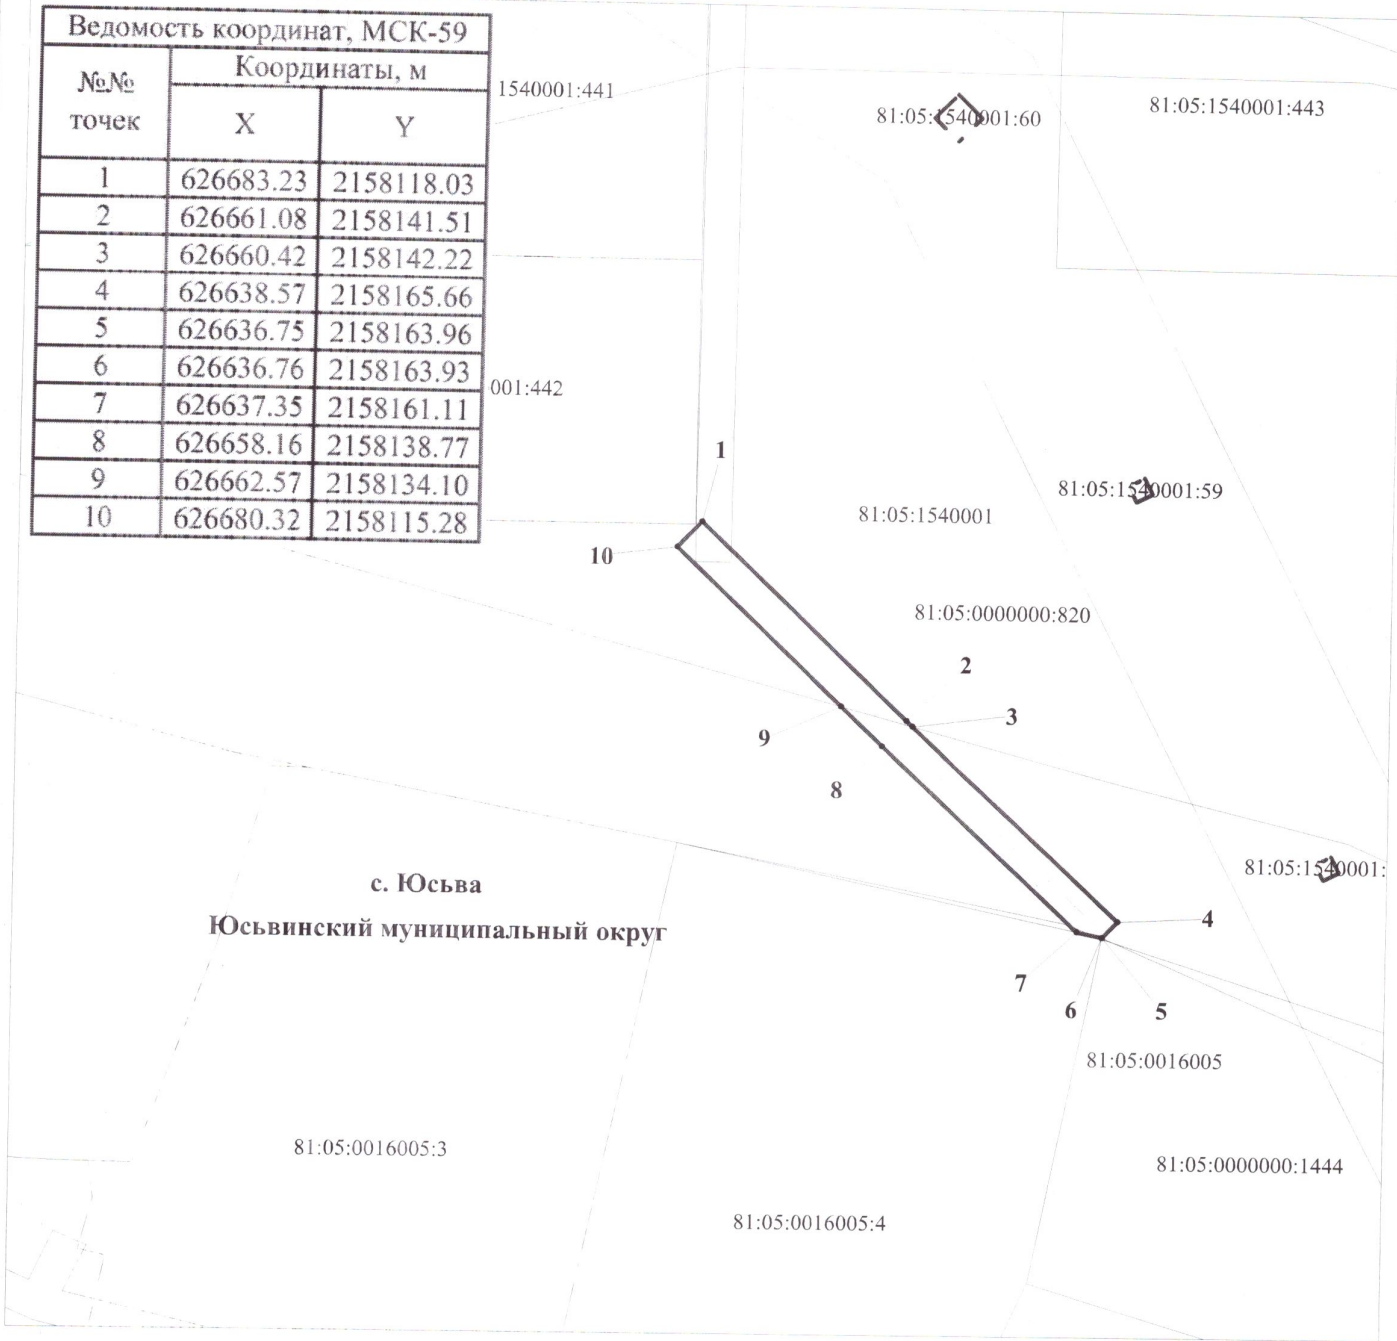 Ведомость координат, МСК-59
№№ точек
Координаты, м
X Y
1 626683.23 2158118.03
2 626661.08 2158141.51
3 626660.42 2158142.22
4 626638.57 2158165.66
5 626636.75 2158163.96
6 626636.76 2158163.93
7 626637.35 2158161.11
8 626658.16 2158138.77
9 626662.57 2158134.10
10 626680.32 2158115.28
1540001:441
81:05:1540001:60
81:05:1540001:443
001:442
1
81:05:1540001:59
81:05:1540001
10
81:05:0000000:820
2
3
9
8
81:05:1540001:
с. Юсьва
Юсьвинский муниципальный округ
4
7
6
5
81:05:0016005
81:05:0016005:3
81:05:0000000:1444
81:05:0016005:4